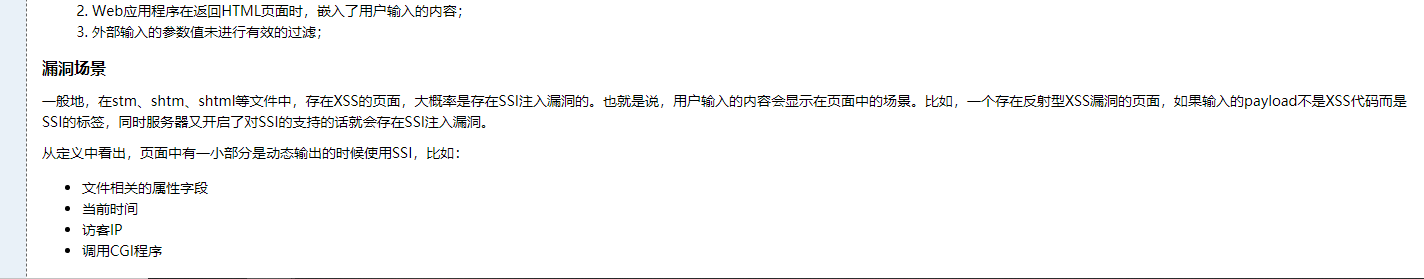 2. Web应用程序在返回HTML页面时，嵌入了用户输入的内容；
3. 外部输入的参数值未进行有效的过滤；
漏洞场景
一般地，在stm、shtm、shtml等文件中，存在XSS的页面，大概率是存在SSI注入漏洞的。也就是说，用户输入的内容会显示在页面中的场景。比如，一个存在反射型XSS漏洞的页面，如果输入的payload不是XSS代码而是
SSI的标签，同时服务器又开启了对SSI的支持的话就会存在SSI注入漏洞。
从定义中看出，页面中有一小部分是动态输出的时候使用SSI，比如：
• 文件相关的属性字段
• 当前时间
• 访客IP
• 调用CGI程序